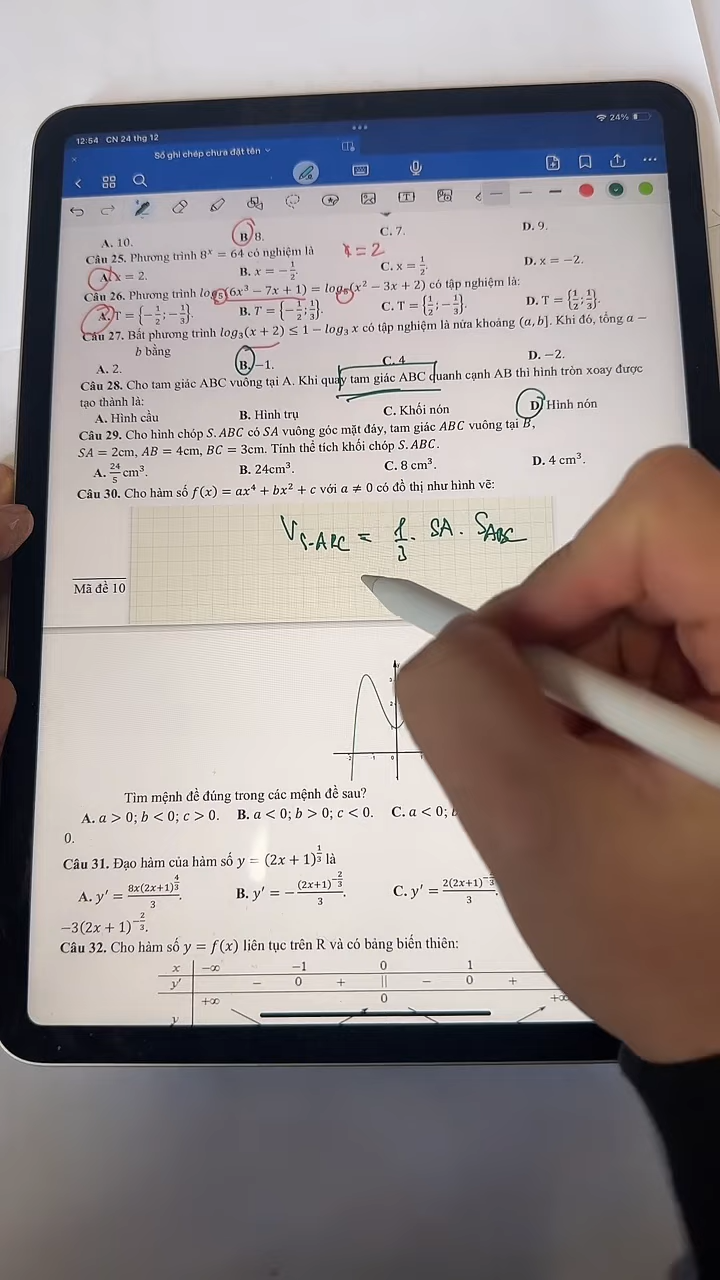 12:54 CN 24 thg 12
24%
Sổ ghi chép chưa đặt tên
A. 10. B. 8. C. 7. D. 9.
Câu 25. Phương trình 8ˣ = 64 có nghiệm là x = 2
A. x = 2. B. x = −1/2. C. x = 1/2. D. x = −2.
Câu 26. Phương trình log₅(6x³ − 7x + 1) = log₅(x² − 3x + 2) có tập nghiệm là:
A. T = {−1/2; −1/3}. B. T = {−1/2; 1/3}. C. T = {1/2; −1/3}. D. T = {1/2; 1/3}.
Câu 27. Bất phương trình log₃(x + 2) ≤ 1 − log₃ x có tập nghiệm là nửa khoảng (a, b]. Khi đó, tổng a −
b bằng
A. 2. B. −1. C. 4 D. −2.
Câu 28. Cho tam giác ABC vuông tại A. Khi quay tam giác ABC quanh cạnh AB thì hình tròn xoay được
tạo thành là:
A. Hình cầu B. Hình trụ C. Khối nón D. Hình nón
Câu 29. Cho hình chóp S. ABC có SA vuông góc mặt đáy, tam giác ABC vuông tại B,
SA = 2cm, AB = 4cm, BC = 3cm. Tính thể tích khối chóp S. ABC.
A. 24/5 cm³. B. 24cm³. C. 8 cm³. D. 4 cm³.
Câu 30. Cho hàm số f(x) = ax⁴ + bx² + c với a ≠ 0 có đồ thị như hình vẽ:
V S.ABC = 1/3 . SA . S ABC
Mã đề 10
Tìm mệnh đề đúng trong các mệnh đề sau?
A. a > 0; b < 0; c > 0. B. a < 0; b > 0; c < 0. C. a < 0;
0.
Câu 31. Đạo hàm của hàm số y = (2x + 1)^(1/3) là
A. y′ = 8x(2x+1)^(4/3)/3. B. y′ = −(2x+1)^(−2/3)/3. C. y′ = 2(2x+1)^(−2/3)/3.
−3(2x + 1)^(−2/3).
Câu 32. Cho hàm số y = f(x) liên tục trên R và có bảng biến thiên:
x −∞ −1 0 1
y′ − 0 + || − 0 +
+∞ 0 +∞
y